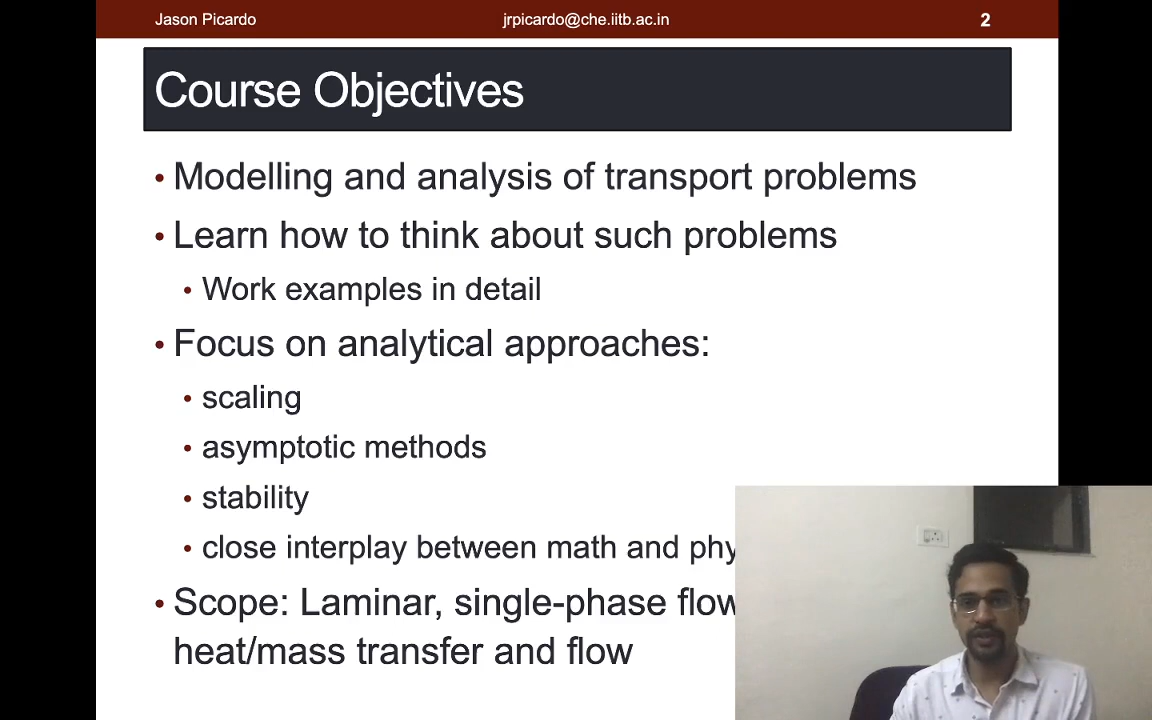 Jason Picardo jrpicardo@che.iitb.ac.in 2
Course Objectives
• Modelling and analysis of transport problems
• Learn how to think about such problems
• Work examples in detail
• Focus on analytical approaches:
• scaling
• asymptotic methods
• stability
• close interplay between math and phy
• Scope: Laminar, single-phase flow
heat/mass transfer and flow